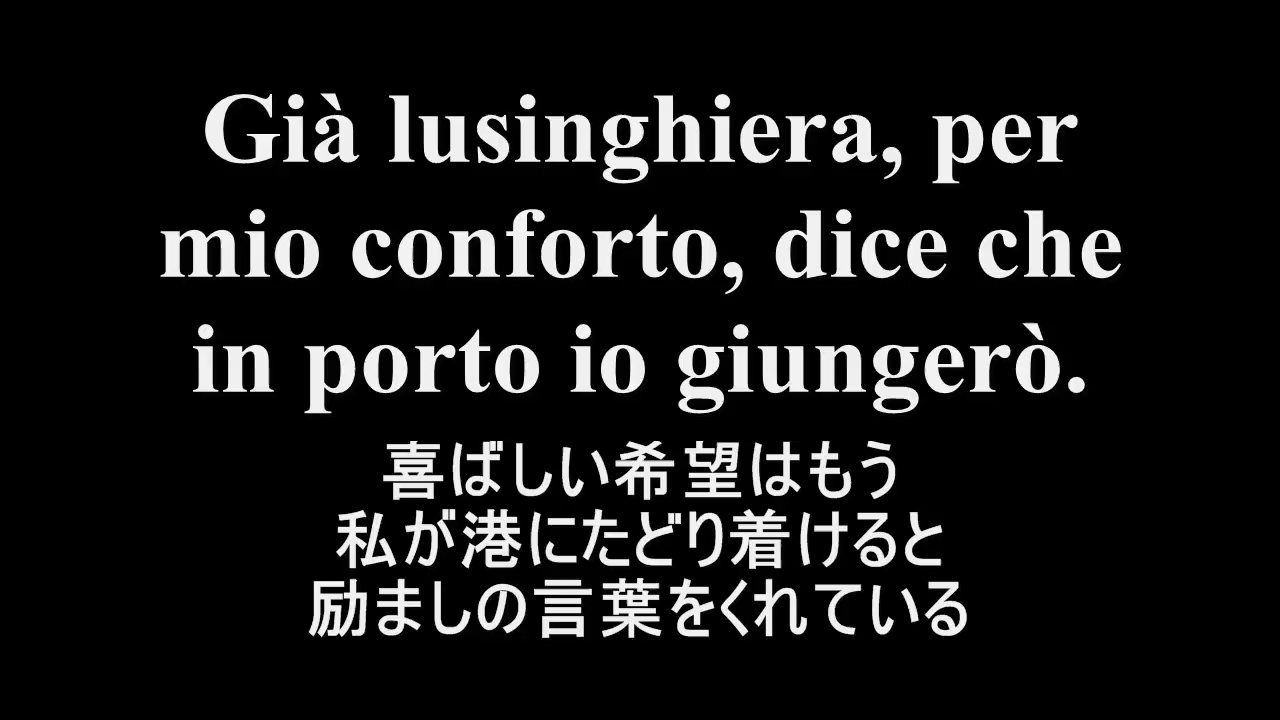 Già lusinghiera, per
mio conforto, dice che
in porto io giungerò.
喜ばしい希望はもう
私が港にたどり着けると
励ましの言葉をくれている